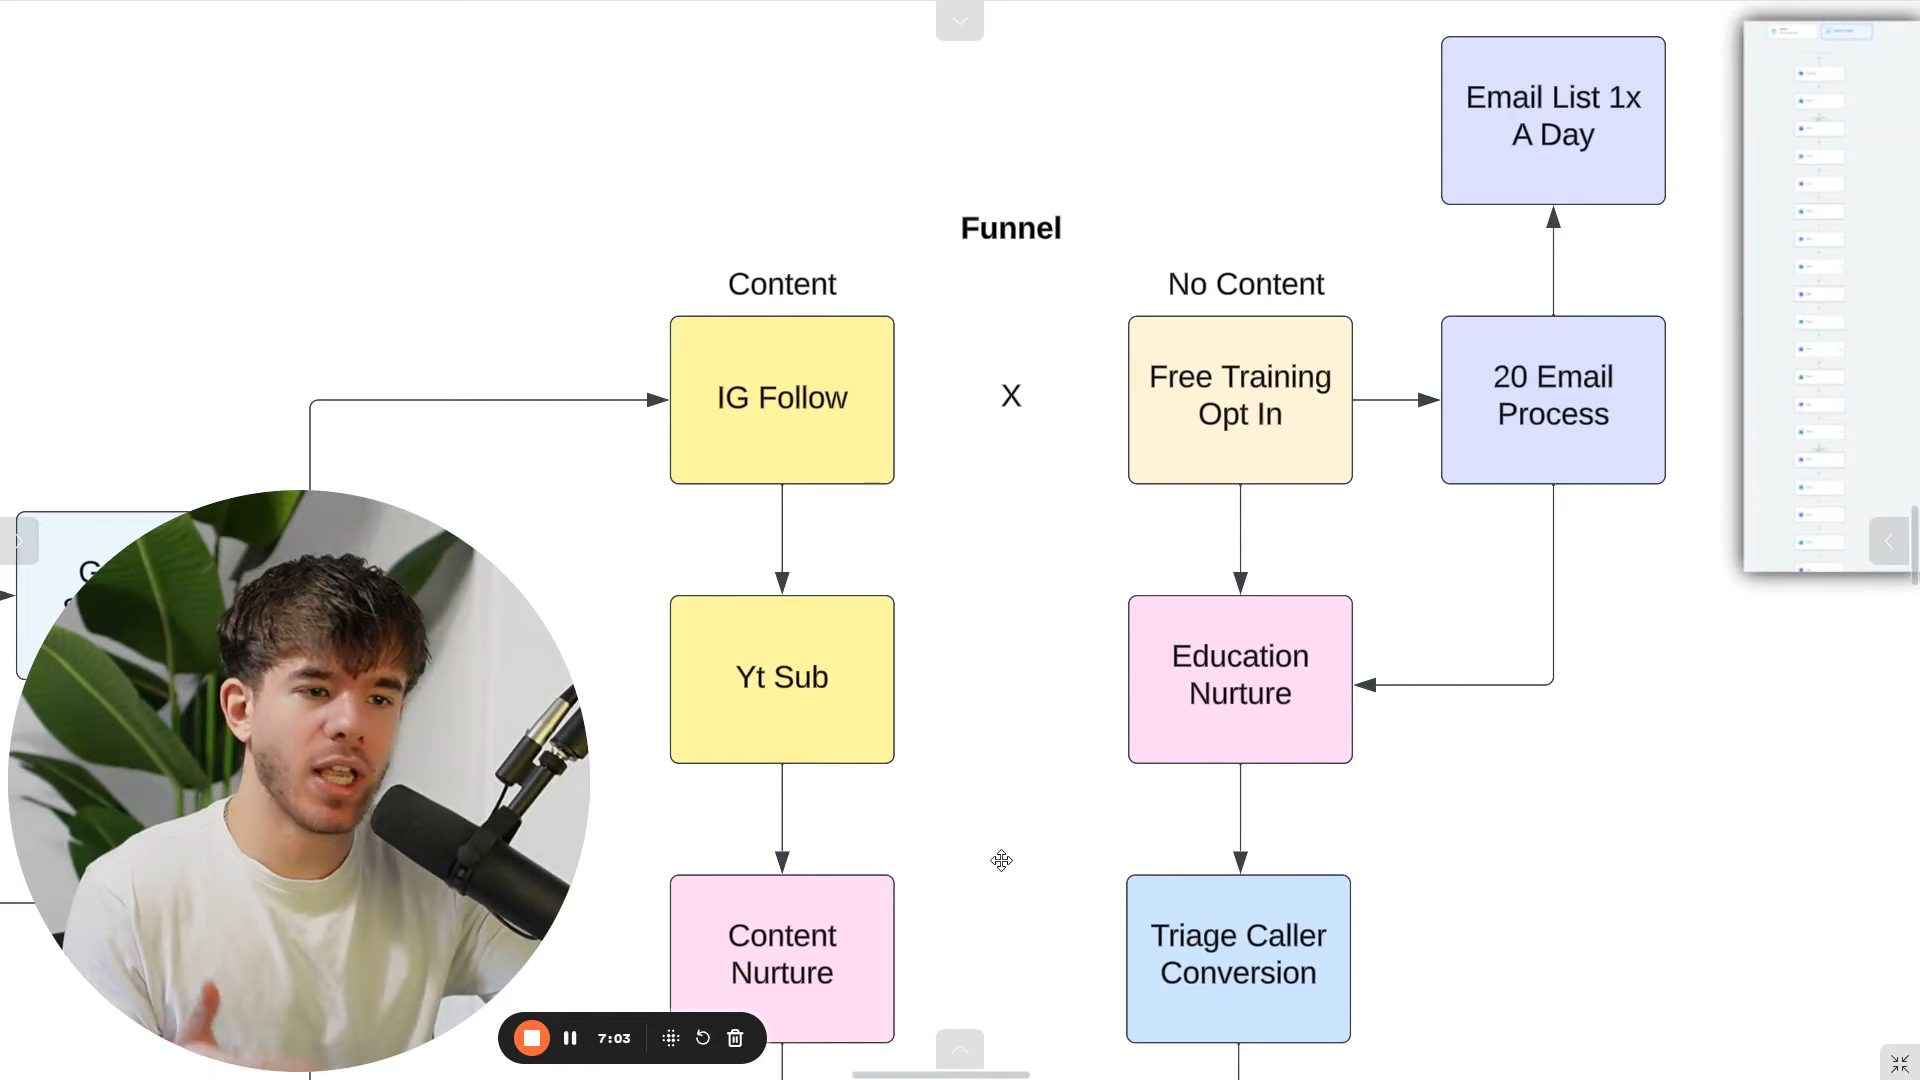 Email List 1x
A Day
Funnel
Content
No Content
IG Follow
X
Free Training
Opt In
20 Email
Process
Yt Sub
Education
Nurture
Content
Nurture
Triage Caller
Conversion
7:03